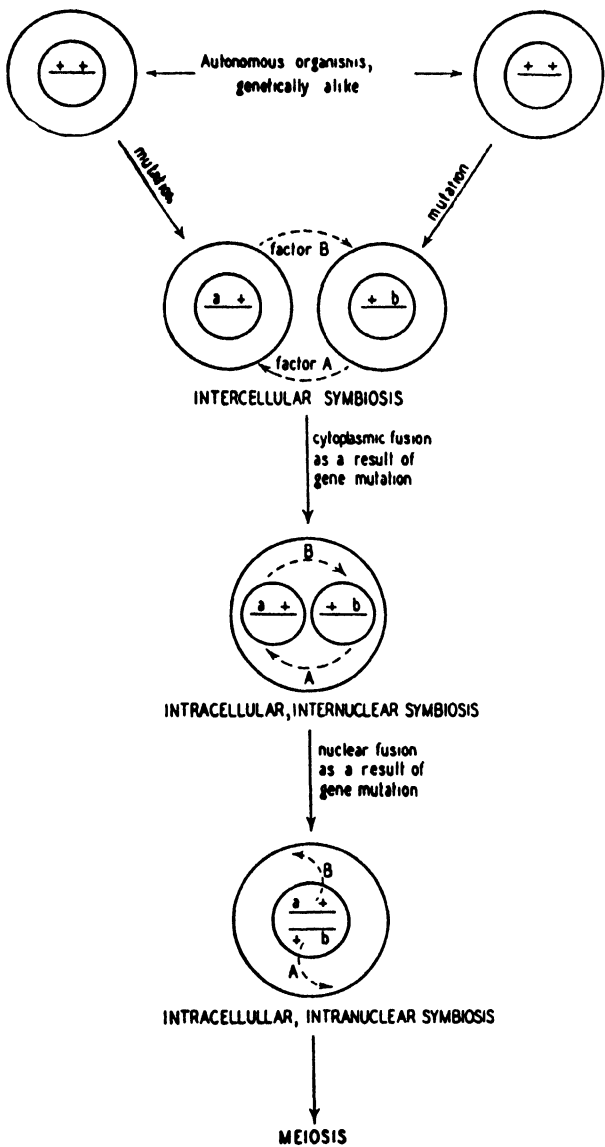 + +
Autonomous organisms,
genetically alike
+ +
mutation
mutation
factor B
a +
+ b
factor A
INTERCELLULAR SYMBIOSIS
cytoplasmic fusion
as a result of
gene mutation
B
a +
+ b
A
INTRACELLULAR, INTERNUCLEAR SYMBIOSIS
nuclear fusion
as a result of
gene mutation
B
a +
+ b
A
INTRACELLULLAR, INTRANUCLEAR SYMBIOSIS
MEIOSIS